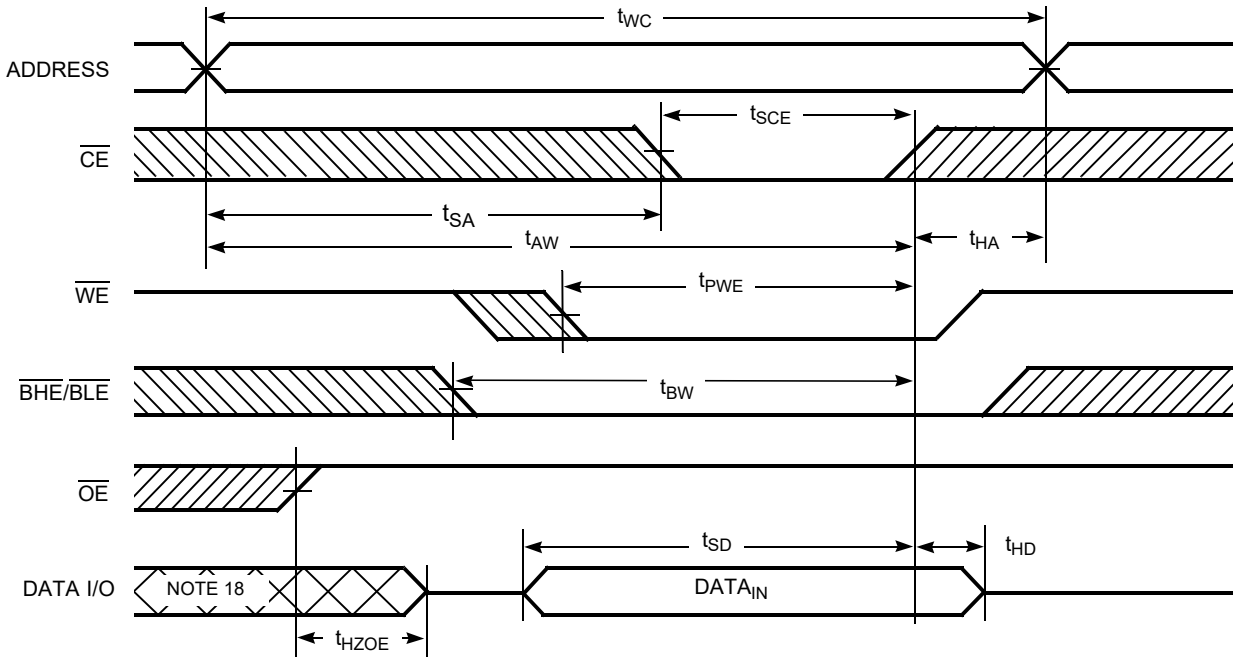 tWC
ADDRESS
tSCE
CE
tSA
tAW
tHA
WE
tPWE
BHE/BLE
tBW
OE
tSD
tHD
DATA I/O
NOTE 18
DATAIN
tHZOE